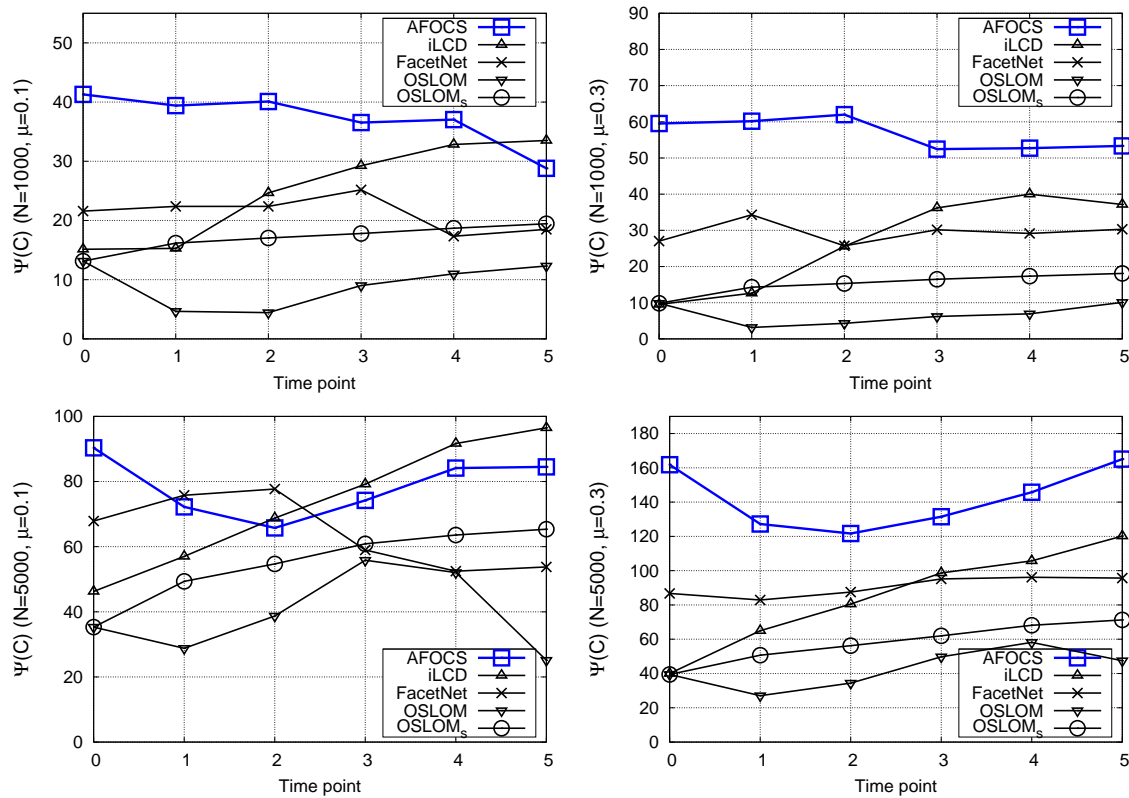 Ψ(C) (N=1000, μ=0.1)
50
40
30
20
10
0
AFOCS
iLCD
FacetNet
OSLOM
OSLOMs
0 1 2 3 4 5
Time point
Ψ(C) (N=1000, μ=0.3)
90
80
70
60
50
40
30
20
10
0
AFOCS
iLCD
FacetNet
OSLOM
OSLOMs
0 1 2 3 4 5
Time point
Ψ(C) (N=5000, μ=0.1)
100
80
60
40
20
0
AFOCS
iLCD
FacetNet
OSLOM
OSLOMs
0 1 2 3 4 5
Time point
Ψ(C) (N=5000, μ=0.3)
180
160
140
120
100
80
60
40
20
0
AFOCS
iLCD
FacetNet
OSLOM
OSLOMs
0 1 2 3 4 5
Time point